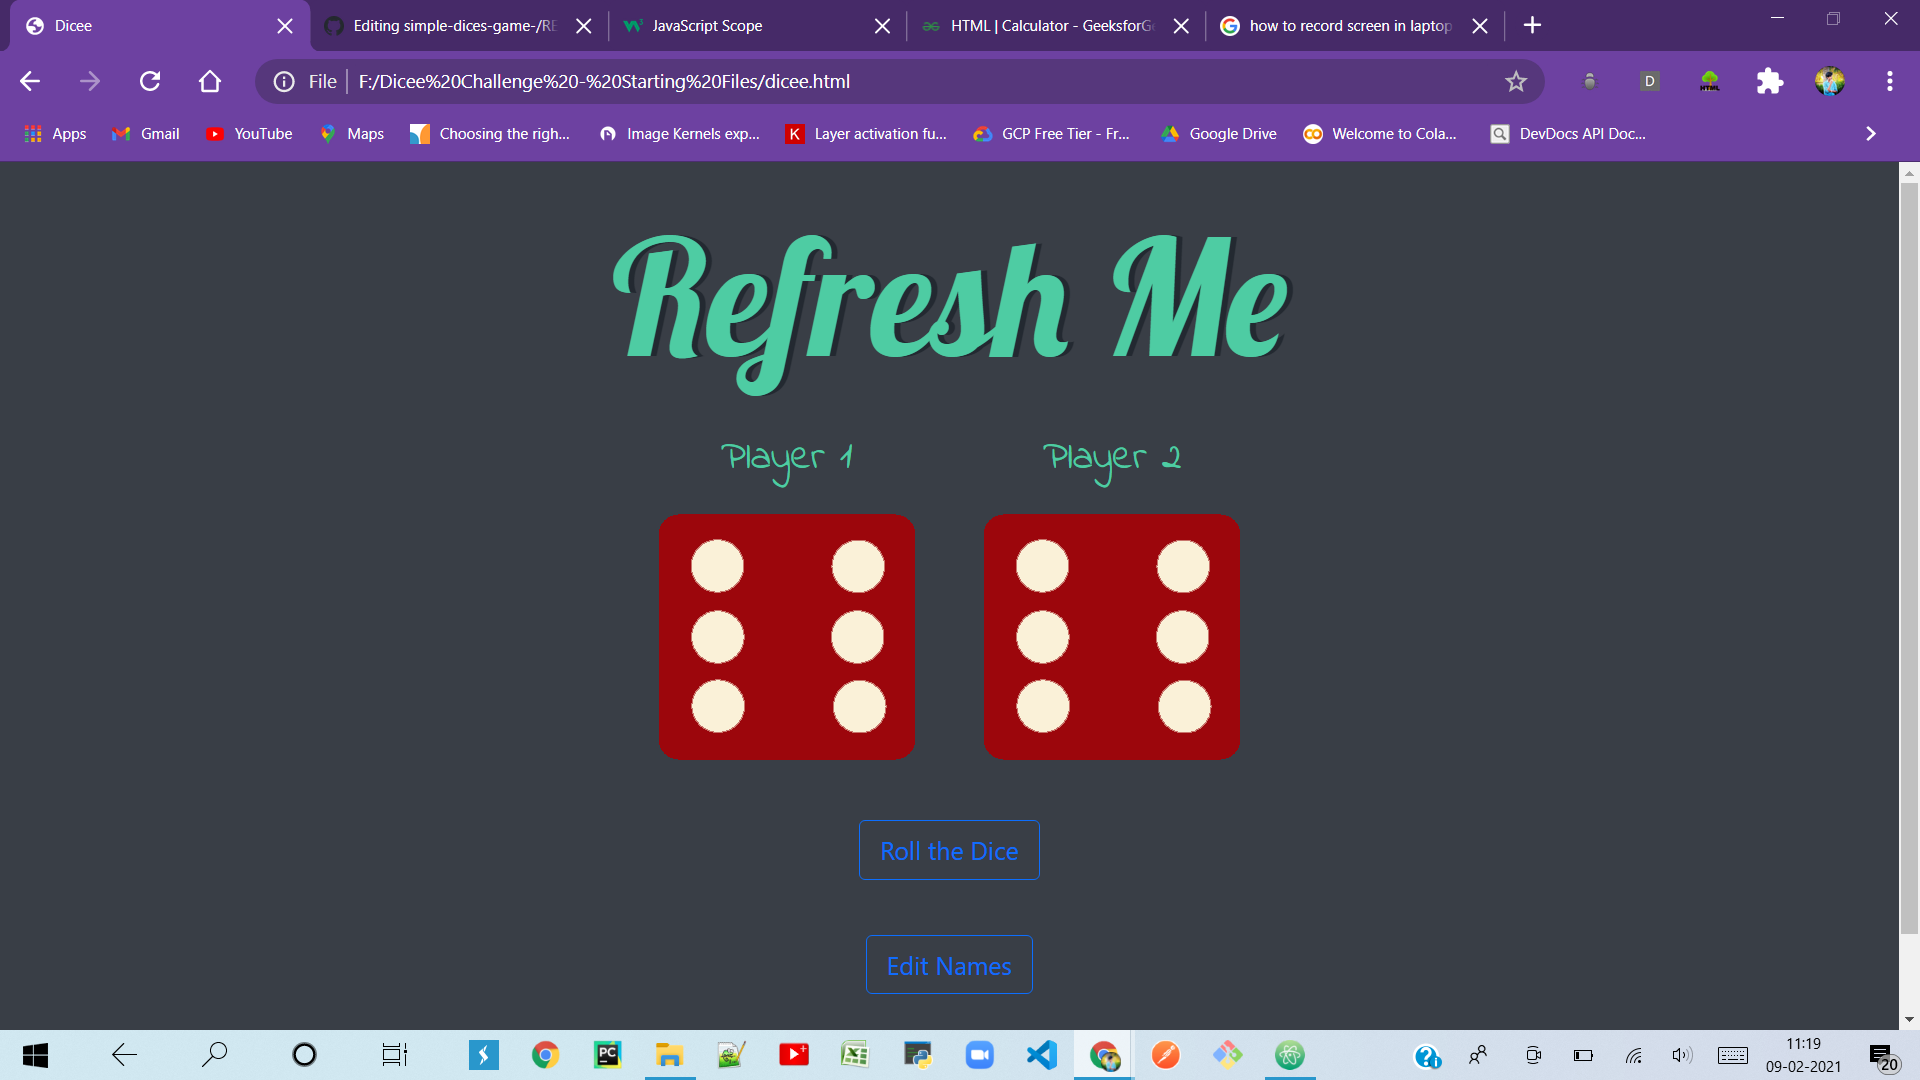 Dicee
Editing simple-dices-game-/RE
JavaScript Scope
HTML | Calculator - GeeksforGe
how to record screen in laptop
File
F:/Dicee%20Challenge%20-%20Starting%20Files/dicee.html
D
HTML
Apps
Gmail
YouTube
Maps
Choosing the righ...
Image Kernels exp...
K
Layer activation fu...
GCP Free Tier - Fr...
Google Drive
Welcome to Cola...
DevDocs API Doc...
Refresh Me
Player 1
Player 2
Roll the Dice
Edit Names
PC
11:19
09-02-2021
20